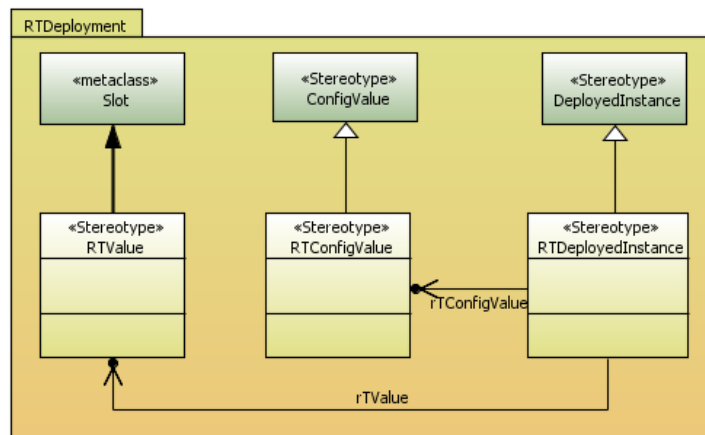 RTDeployment
«metaclass»
Slot
«Stereotype»
ConfigValue
«Stereotype»
DeployedInstance
«Stereotype»
RTValue
«Stereotype»
RTConfigValue
«Stereotype»
RTDeployedInstance
rTConfigValue
rTValue